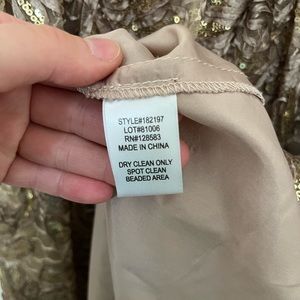 STYLE#182197
LOT#81006
RN#128583
MADE IN CHINA
DRY CLEAN ONLY
SPOT CLEAN
BEADED AREA